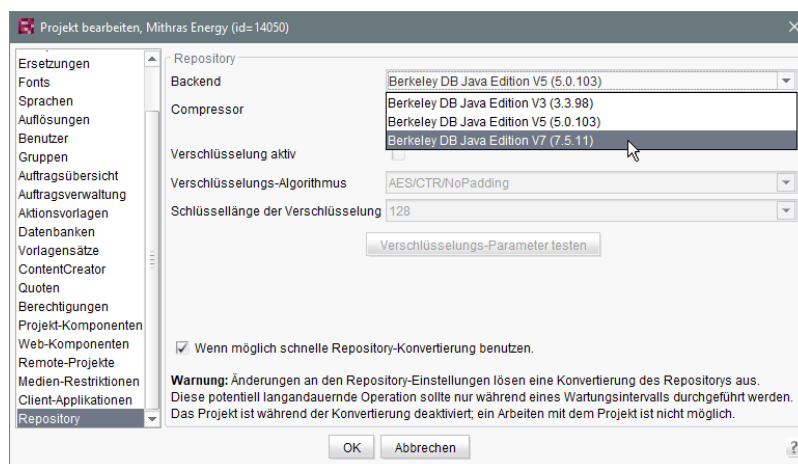 Projekt bearbeiten, Mithras Energy (id=14050)
Ersetzungen
Fonts
Sprachen
Auflösungen
Benutzer
Gruppen
Auftragsübersicht
Auftragsverwaltung
Aktionsvorlagen
Datenbanken
Vorlagensätze
ContentCreator
Quoten
Berechtigungen
Projekt-Komponenten
Web-Komponenten
Remote-Projekte
Medien-Restriktionen
Client-Applikationen
Repository
Repository
Backend
Berkeley DB Java Edition V5 (5.0.103)
Berkeley DB Java Edition V3 (3.3.98)
Compressor
Berkeley DB Java Edition V5 (5.0.103)
Berkeley DB Java Edition V7 (7.5.11)
Verschlüsselung aktiv
Verschlüsselungs-Algorithmus
AES/CTR/NoPadding
Schlüssellänge der Verschlüsselung
128
Verschlüsselungs-Parameter testen
Wenn möglich schnelle Repository-Konvertierung benutzen.
Warnung: Änderungen an den Repository-Einstellungen lösen eine Konvertierung des Repositorys aus.
Diese potentiell langandauernde Operation sollte nur während eines Wartungsintervalls durchgeführt werden.
Das Projekt ist während der Konvertierung deaktiviert; ein Arbeiten mit dem Projekt ist nicht möglich.
OK
Abbrechen
?